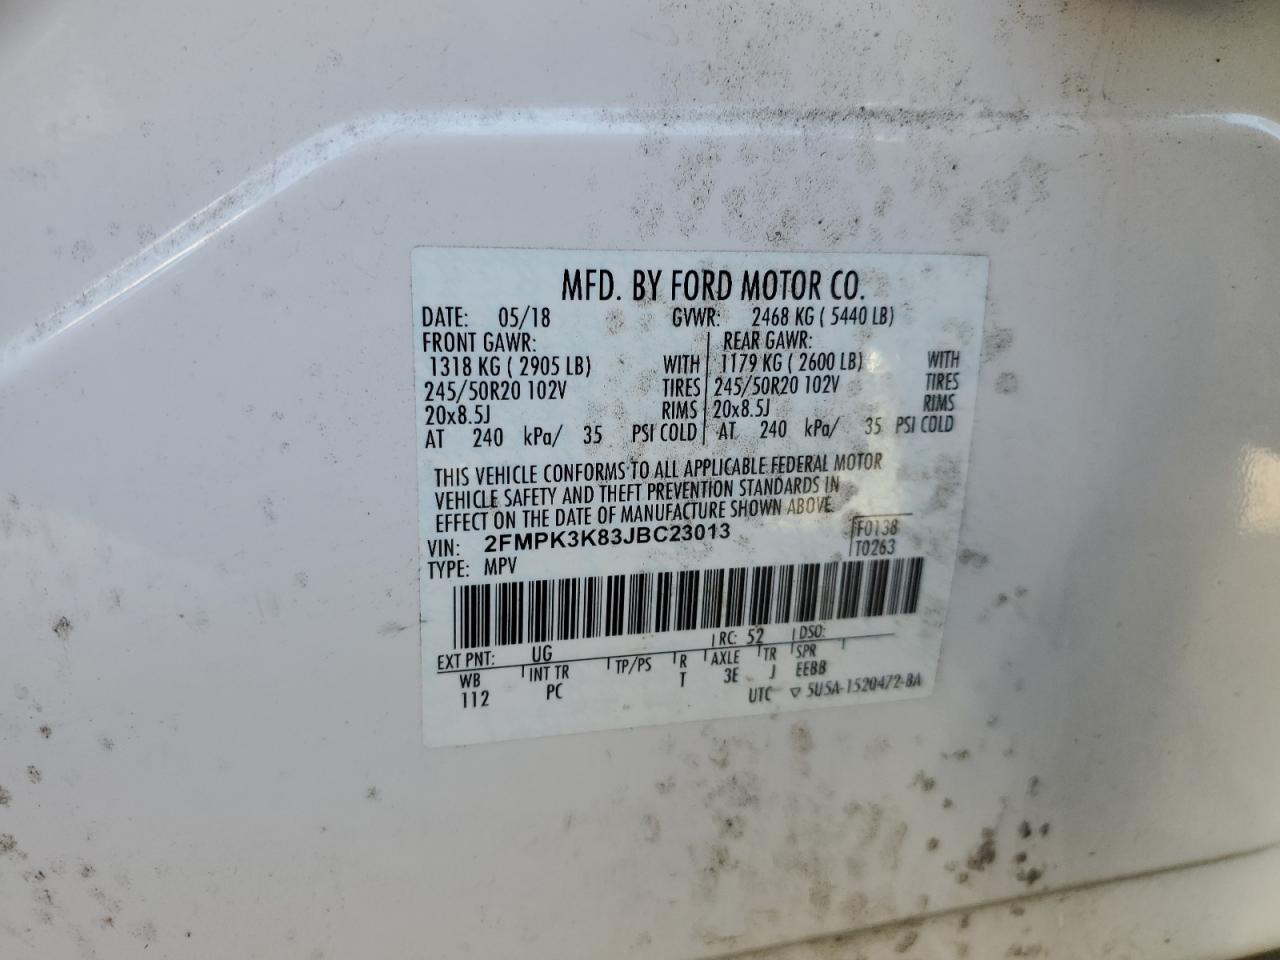 MFD. BY FORD MOTOR CO.
DATE: 05/18 GVWR: 2468 KG ( 5440 LB)
FRONT GAWR: REAR GAWR:
1318 KG ( 2905 LB) WITH 1179 KG ( 2600 LB) WITH
245/50R20 102V TIRES 245/50R20 102V TIRES
20x8.5J RIMS 20x8.5J RIMS
AT 240 kPa/ 35 PSI COLD AT 240 kPa/ 35 PSI COLD
THIS VEHICLE CONFORMS TO ALL APPLICABLE FEDERAL MOTOR
VEHICLE SAFETY AND THEFT PREVENTION STANDARDS IN
EFFECT ON THE DATE OF MANUFACTURE SHOWN ABOVE.
VIN: 2FMPK3K83JBC23013 F0138
TYPE: MPV T0263
EXT PNT: UG RC: 52 DSO:
WB INT TR TP/PS R AXLE TR SPR
112 PC T 3E J EEBB
UTC ▽ 5U5A-1520472-BA